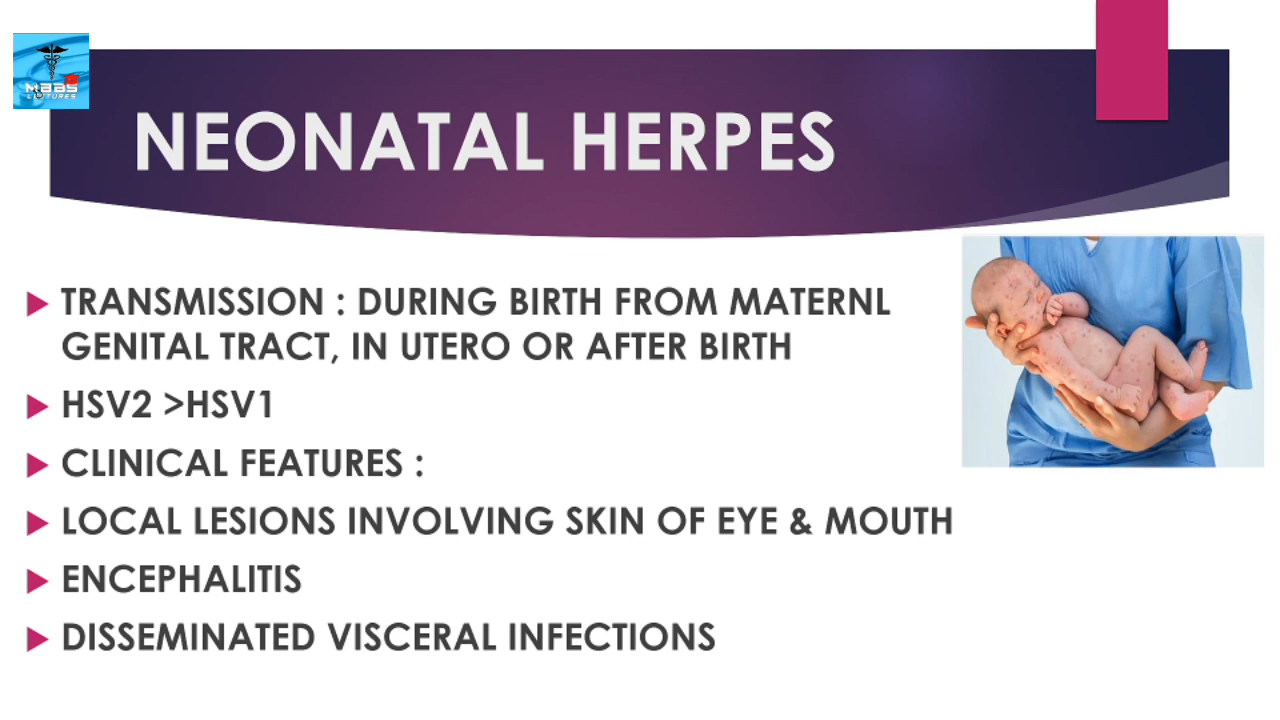 MBBS
LECTURES
NEONATAL HERPES
TRANSMISSION : DURING BIRTH FROM MATERNL
GENITAL TRACT, IN UTERO OR AFTER BIRTH
HSV2 >HSV1
CLINICAL FEATURES :
LOCAL LESIONS INVOLVING SKIN OF EYE & MOUTH
ENCEPHALITIS
DISSEMINATED VISCERAL INFECTIONS